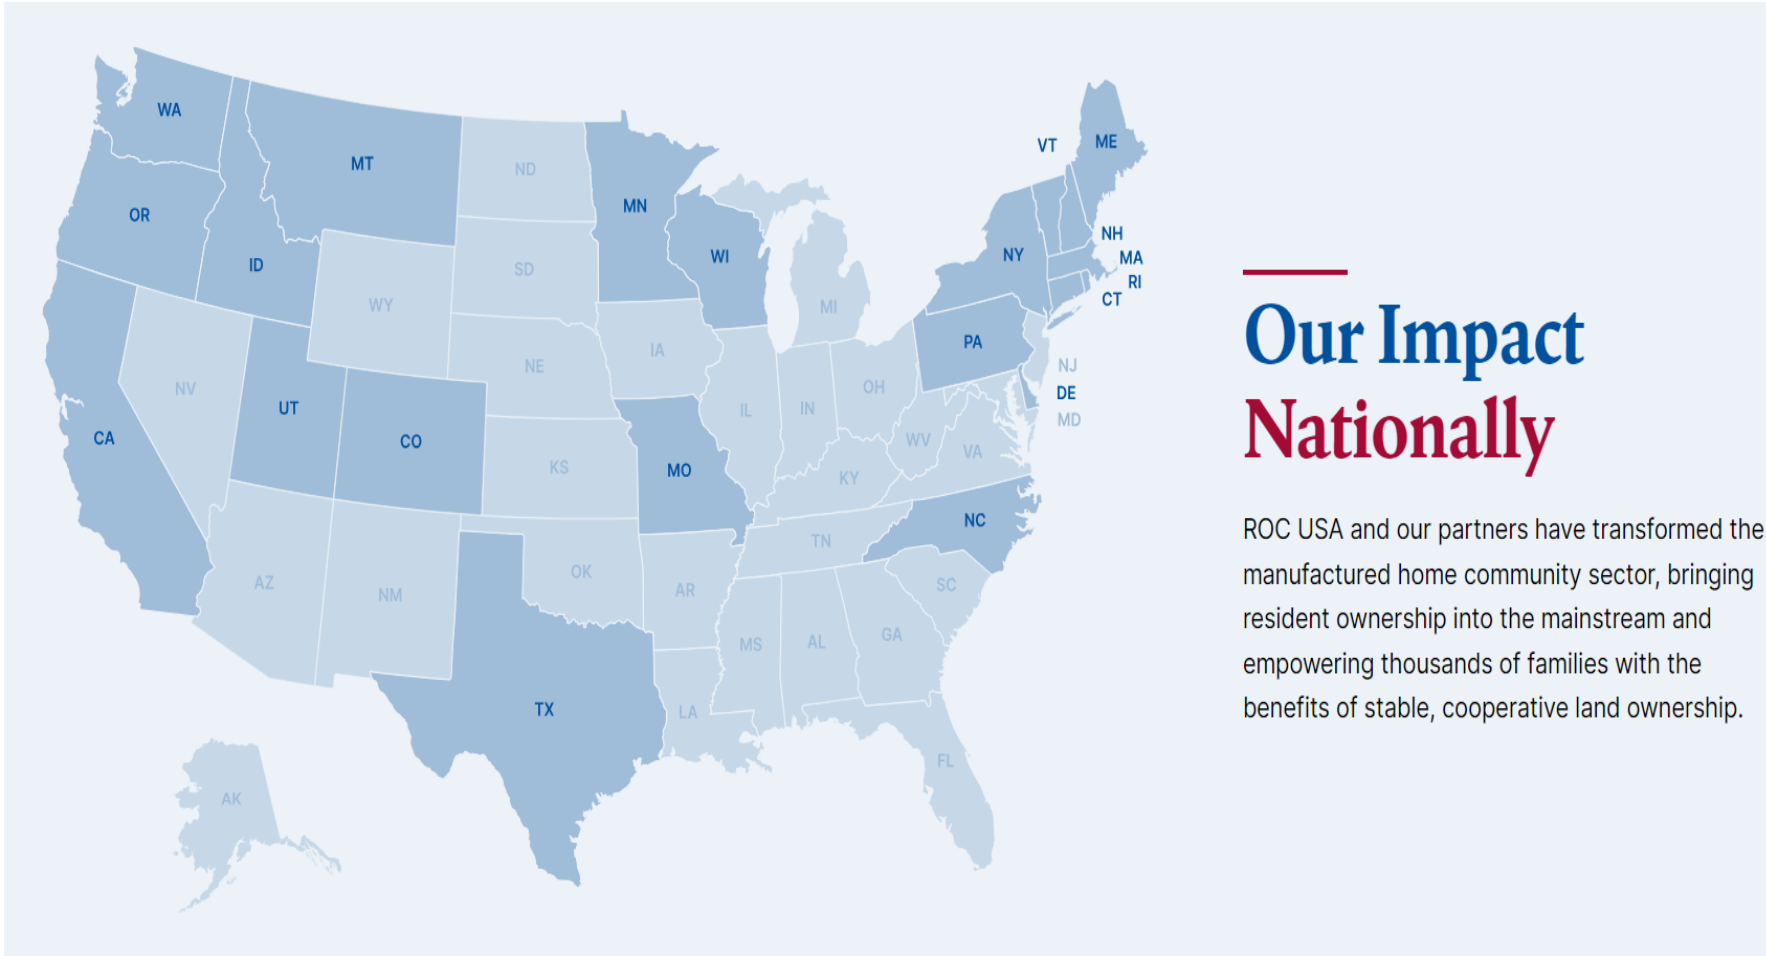 WA
MT
ND
MN
OR
ID
SD
WI
WY
MI
NE
IA
NV
UT
CO
CA
KS
MO
IL
IN
OH
KY
WV
VA
PA
NY
VT
ME
NH
MA
RI
CT
NJ
DE
MD
NC
TN
SC
AZ
NM
OK
AR
MS
AL
GA
TX
LA
FL
AK
Our Impact
Nationally
ROC USA and our partners have transformed the
manufactured home community sector, bringing
resident ownership into the mainstream and
empowering thousands of families with the
benefits of stable, cooperative land ownership.